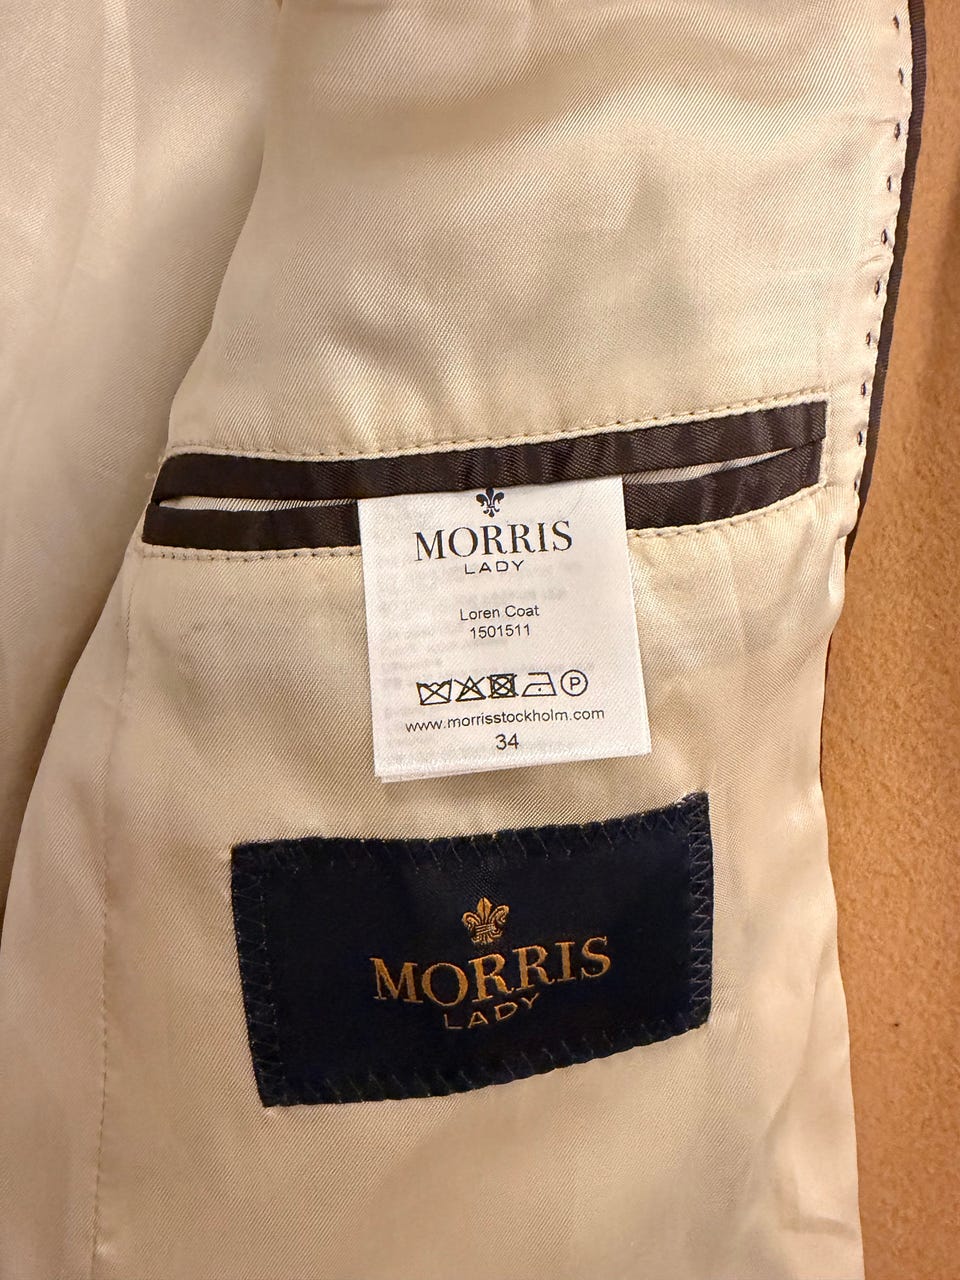 MORRIS
LADY
Loren Coat
1501511
P
www.morrisstockholm.com
34
MORRIS
LADY